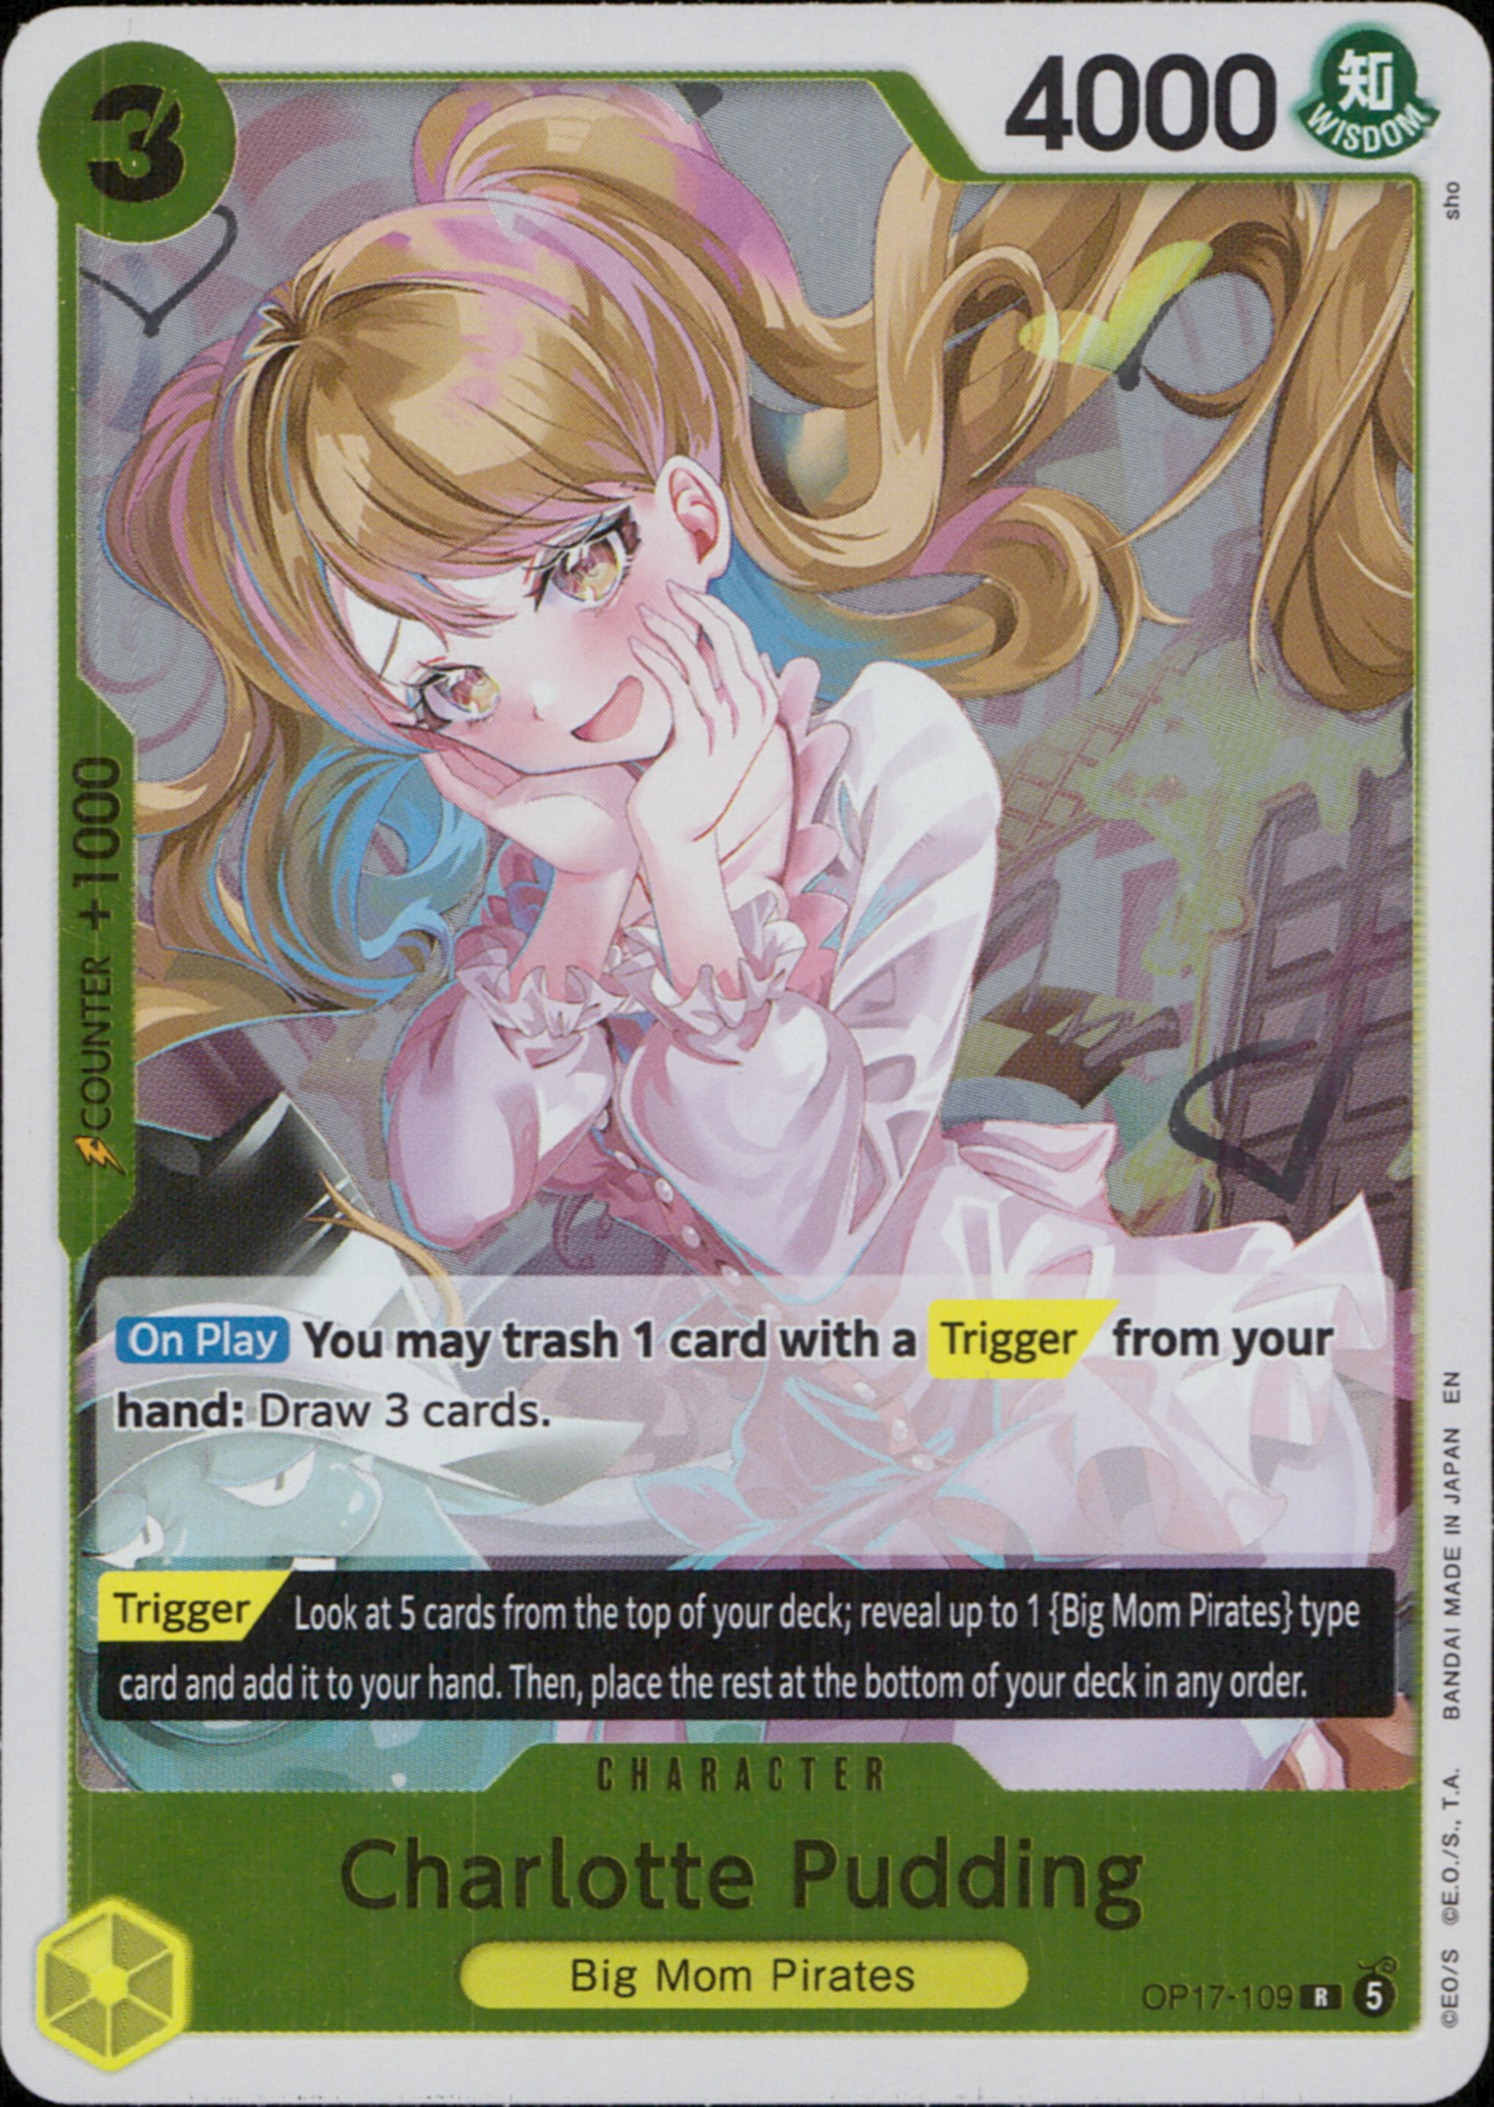 3
4000
知
WISDOM
sho
COUNTER +1000
On Play You may trash 1 card with a Trigger from your
hand: Draw 3 cards.
Trigger Look at 5 cards from the top of your deck; reveal up to 1 {Big Mom Pirates} type
card and add it to your hand. Then, place the rest at the bottom of your deck in any order.
CHARACTER
Charlotte Pudding
Big Mom Pirates
OP17-109 R 5
©EO/S ©E.O./S., T.A. BANDAI MADE IN JAPAN EN